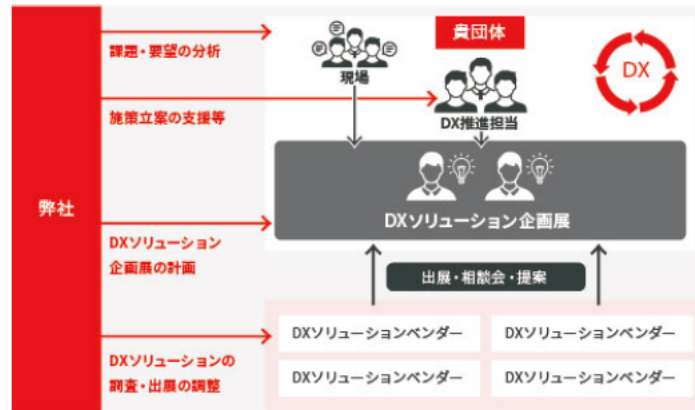 弊社
課題・要望の分析
施策立案の支援等
DXソリューション
企画展の計画
DXソリューションの
調査・出展の調整
貴団体
現場
DX推進担当
DX
DXソリューション企画展
出展・相談会・提案
DXソリューションベンダー
DXソリューションベンダー
DXソリューションベンダー
DXソリューションベンダー